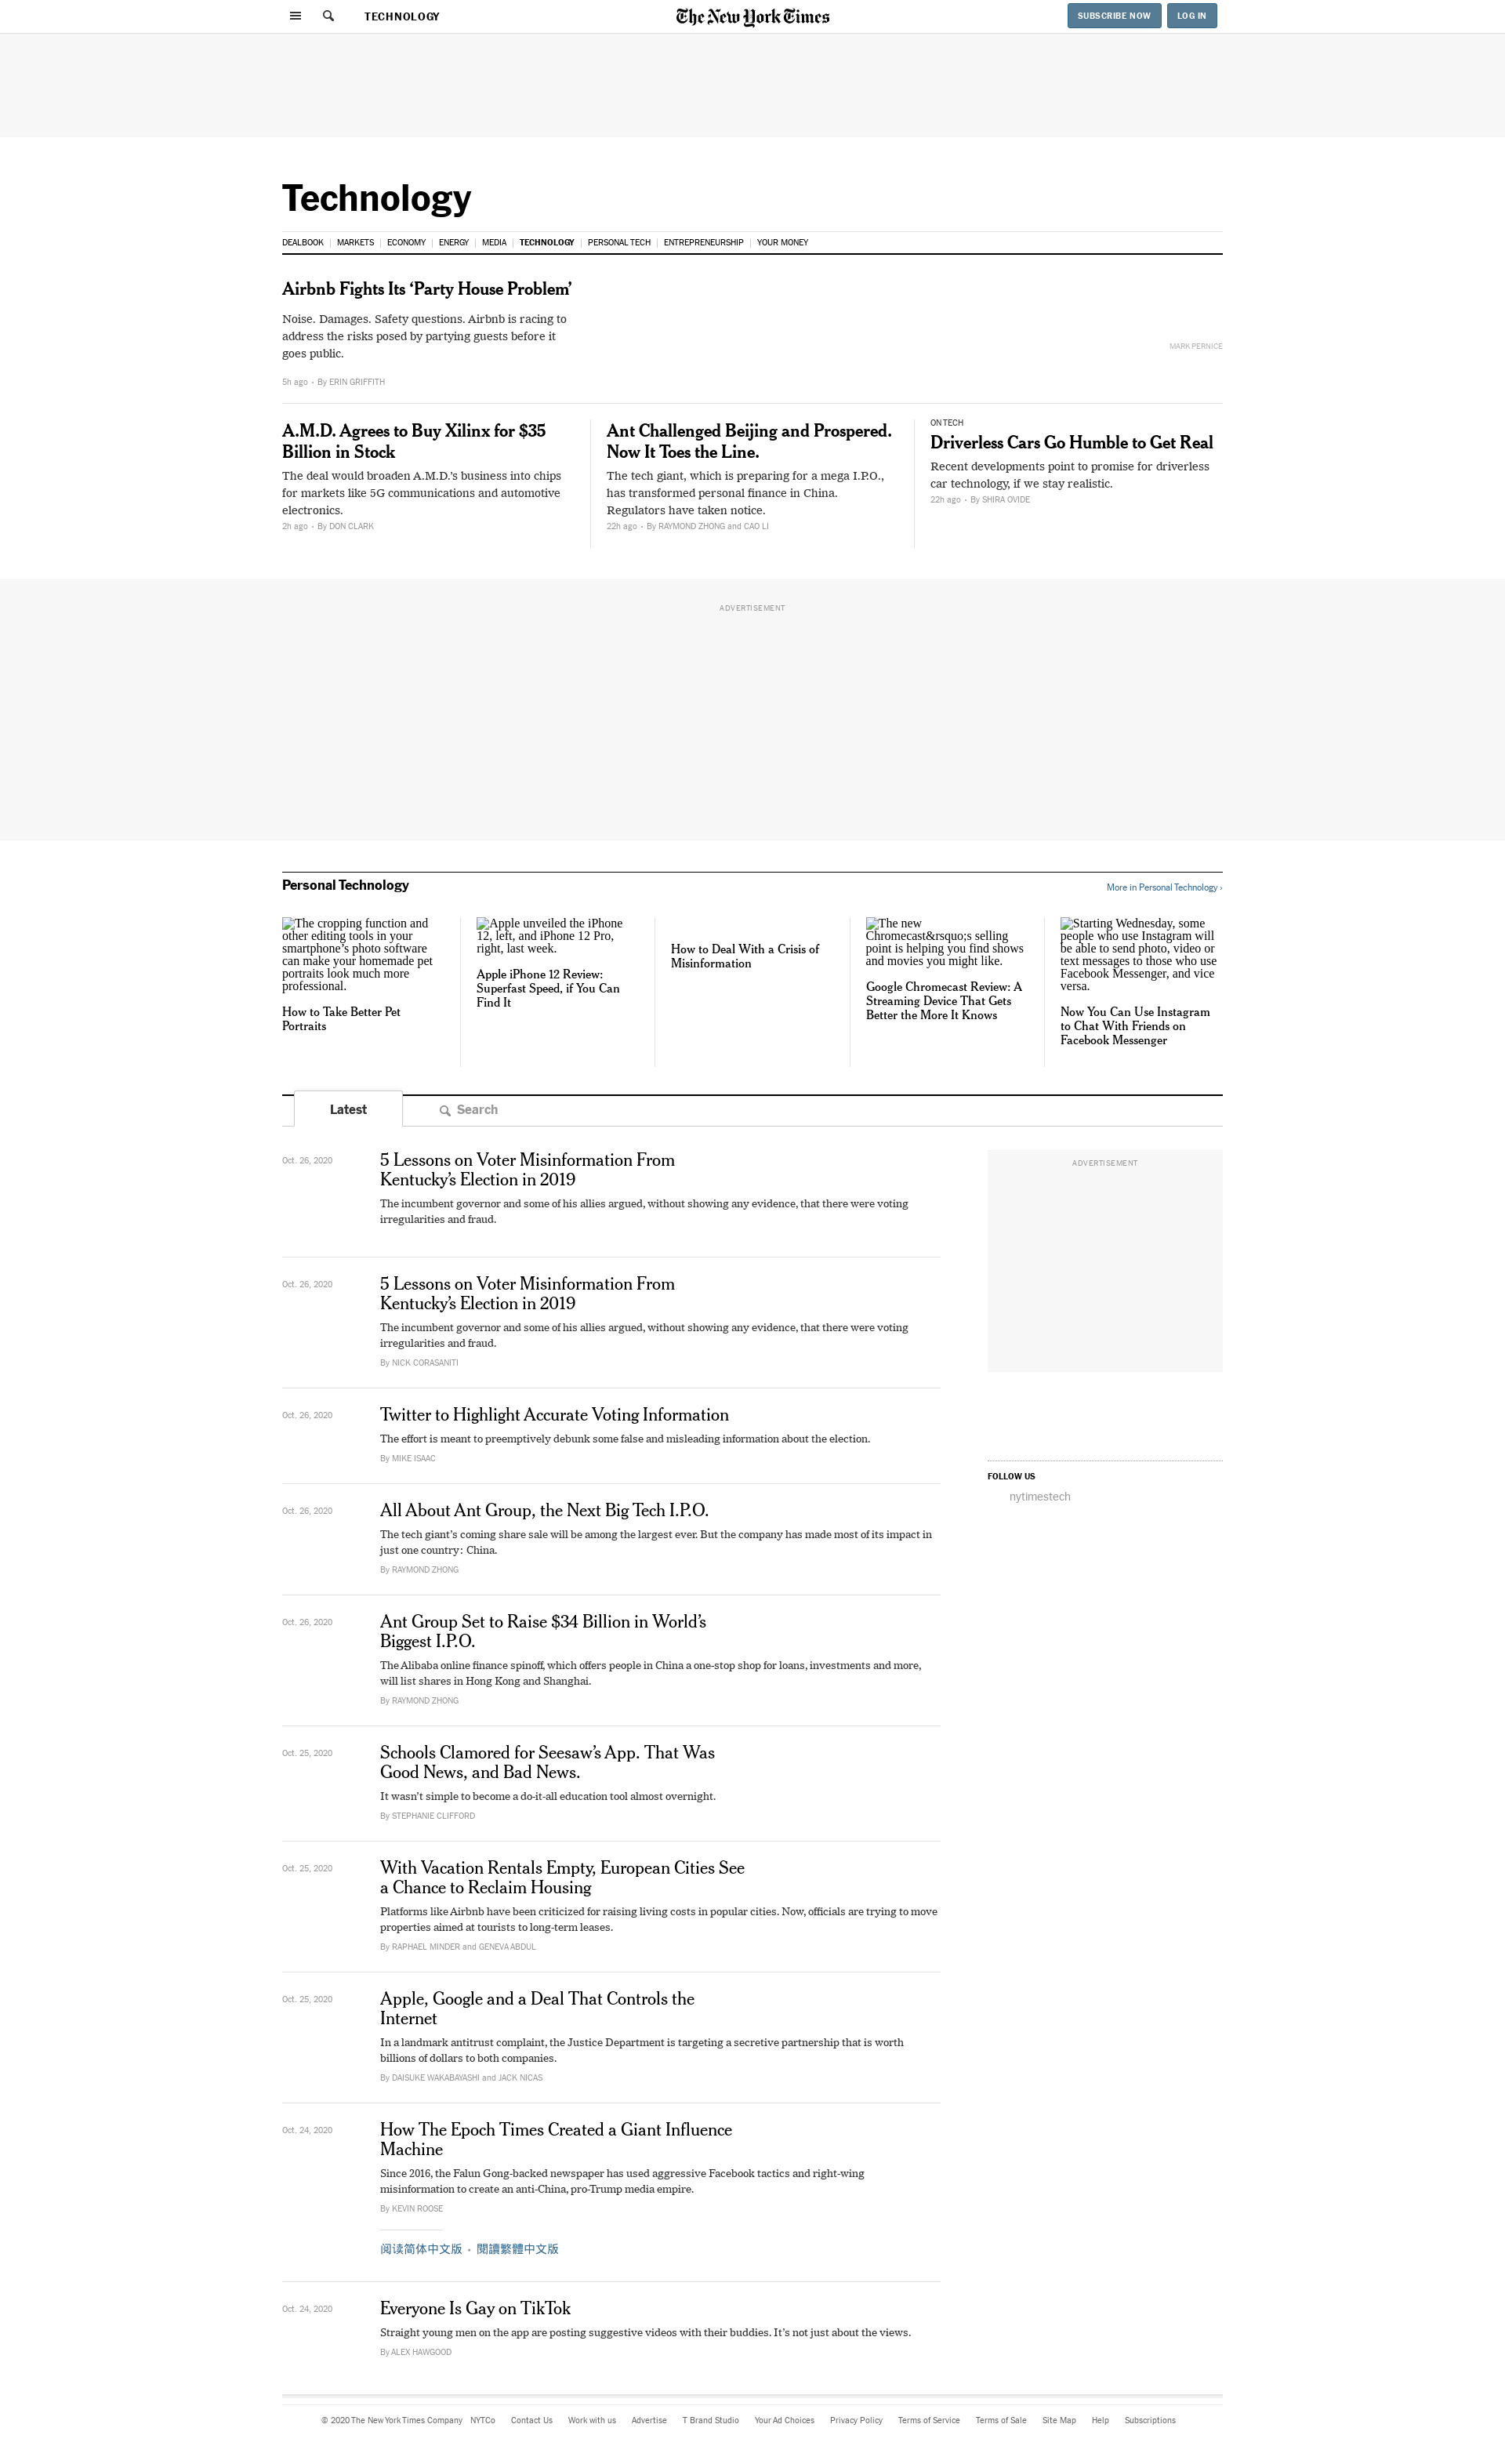 TECHNOLOGY
The New York Times
SUBSCRIBE NOW
LOG IN
Technology
DEALBOOK | MARKETS | ECONOMY | ENERGY | MEDIA | TECHNOLOGY | PERSONAL TECH | ENTREPRENEURSHIP | YOUR MONEY
Airbnb Fights Its ‘Party House Problem’
Noise. Damages. Safety questions. Airbnb is racing to
address the risks posed by partying guests before it
goes public.
MARK PERNICE
5h ago • By ERIN GRIFFITH
A.M.D. Agrees to Buy Xilinx for $35
Billion in Stock
The deal would broaden A.M.D.’s business into chips
for markets like 5G communications and automotive
electronics.
2h ago • By DON CLARK
Ant Challenged Beijing and Prospered.
Now It Toes the Line.
The tech giant, which is preparing for a mega I.P.O.,
has transformed personal finance in China.
Regulators have taken notice.
22h ago • By RAYMOND ZHONG and CAO LI
ON TECH
Driverless Cars Go Humble to Get Real
Recent developments point to promise for driverless
car technology, if we stay realistic.
22h ago • By SHIRA OVIDE
ADVERTISEMENT
Personal Technology
More in Personal Technology ›
The cropping function and
other editing tools in your
smartphone's photo software
can make your homemade pet
portraits look much more
professional.
How to Take Better Pet
Portraits
Apple unveiled the iPhone
12, left, and iPhone 12 Pro,
right, last week.
Apple iPhone 12 Review:
Superfast Speed, if You Can
Find It
How to Deal With a Crisis of
Misinformation
The new
Chromecast&rsquo;s selling
point is helping you find shows
and movies you might like.
Google Chromecast Review: A
Streaming Device That Gets
Better the More It Knows
Starting Wednesday, some
people who use Instagram will
be able to send photo, video or
text messages to those who use
Facebook Messenger, and vice
versa.
Now You Can Use Instagram
to Chat With Friends on
Facebook Messenger
Latest
Search
Oct. 26, 2020
5 Lessons on Voter Misinformation From
Kentucky’s Election in 2019
The incumbent governor and some of his allies argued, without showing any evidence, that there were voting
irregularities and fraud.
ADVERTISEMENT
Oct. 26, 2020
5 Lessons on Voter Misinformation From
Kentucky’s Election in 2019
The incumbent governor and some of his allies argued, without showing any evidence, that there were voting
irregularities and fraud.
By NICK CORASANITI
Oct. 26, 2020
Twitter to Highlight Accurate Voting Information
The effort is meant to preemptively debunk some false and misleading information about the election.
By MIKE ISAAC
FOLLOW US
nytimestech
Oct. 26, 2020
All About Ant Group, the Next Big Tech I.P.O.
The tech giant’s coming share sale will be among the largest ever. But the company has made most of its impact in
just one country: China.
By RAYMOND ZHONG
Oct. 26, 2020
Ant Group Set to Raise $34 Billion in World’s
Biggest I.P.O.
The Alibaba online finance spinoff, which offers people in China a one-stop shop for loans, investments and more,
will list shares in Hong Kong and Shanghai.
By RAYMOND ZHONG
Oct. 25, 2020
Schools Clamored for Seesaw’s App. That Was
Good News, and Bad News.
It wasn’t simple to become a do-it-all education tool almost overnight.
By STEPHANIE CLIFFORD
Oct. 25, 2020
With Vacation Rentals Empty, European Cities See
a Chance to Reclaim Housing
Platforms like Airbnb have been criticized for raising living costs in popular cities. Now, officials are trying to move
properties aimed at tourists to long-term leases.
By RAPHAEL MINDER and GENEVA ABDUL
Oct. 25, 2020
Apple, Google and a Deal That Controls the
Internet
In a landmark antitrust complaint, the Justice Department is targeting a secretive partnership that is worth
billions of dollars to both companies.
By DAISUKE WAKABAYASHI and JACK NICAS
Oct. 24, 2020
How The Epoch Times Created a Giant Influence
Machine
Since 2016, the Falun Gong-backed newspaper has used aggressive Facebook tactics and right-wing
misinformation to create an anti-China, pro-Trump media empire.
By KEVIN ROOSE
阅读简体中文版 • 閱讀繁體中文版
Oct. 24, 2020
Everyone Is Gay on TikTok
Straight young men on the app are posting suggestive videos with their buddies. It’s not just about the views.
By ALEX HAWGOOD
© 2020 The New York Times Company NYTCo Contact Us Work with us Advertise T Brand Studio Your Ad Choices Privacy Policy Terms of Service Terms of Sale Site Map Help Subscriptions